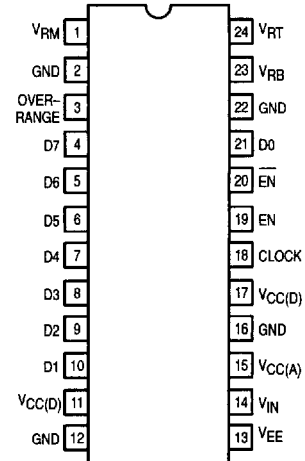 VRM 1
GND 2
OVER-
RANGE 3
D7 4
D6 5
D5 6
D4 7
D3 8
D2 9
D1 10
VCC(D) 11
GND 12
24 VRT
23 VRB
22 GND
21 D0
20 E̅N̅
19 EN
18 CLOCK
17 VCC(D)
16 GND
15 VCC(A)
14 VIN
13 VEE